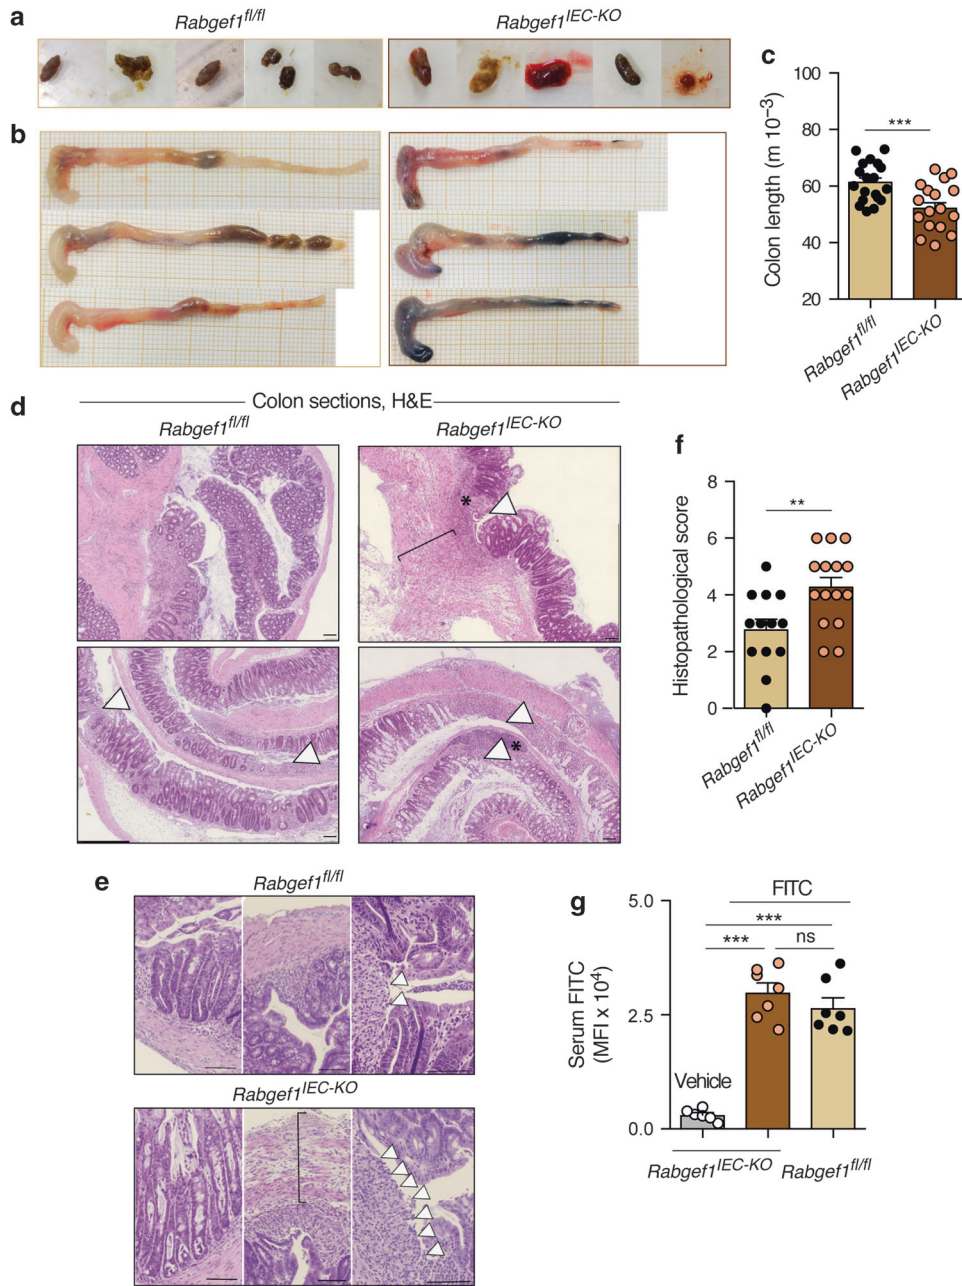 a
Rabgef1fl/fl
Rabgef1IEC-KO
b
c
Colon length (m 10−3)
100
80
60
40
20
***
Rabgef1fl/fl
Rabgef1IEC-KO
d
Colon sections, H&E
Rabgef1fl/fl
Rabgef1IEC-KO
*
*
e
Rabgef1fl/fl
Rabgef1IEC-KO
f
Histopathological score
8
6
4
2
0
**
Rabgef1fl/fl
Rabgef1IEC-KO
g
FITC
Serum FITC
(MFI x 104)
5.0
2.5
0.0
***
***
ns
Vehicle
Rabgef1IEC-KO
Rabgef1fl/fl